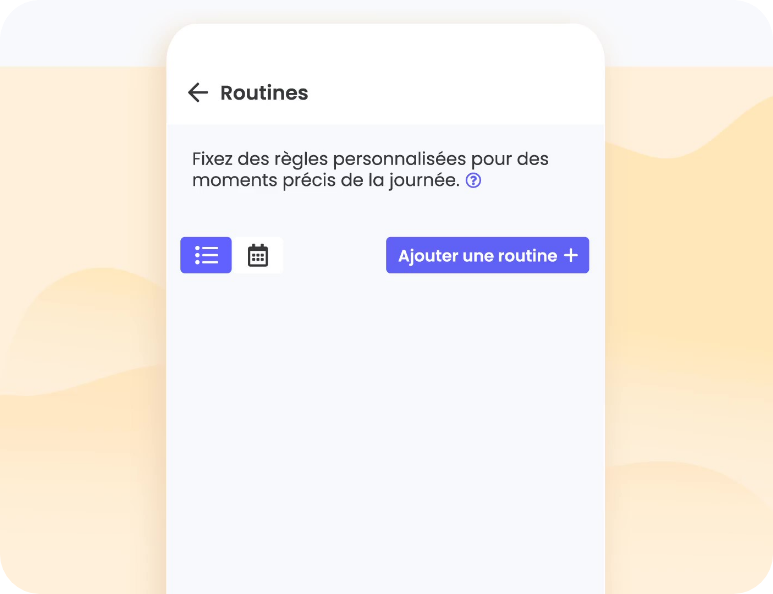 Routines
Fixez des règles personnalisées pour des
moments précis de la journée.
Ajouter une routine +